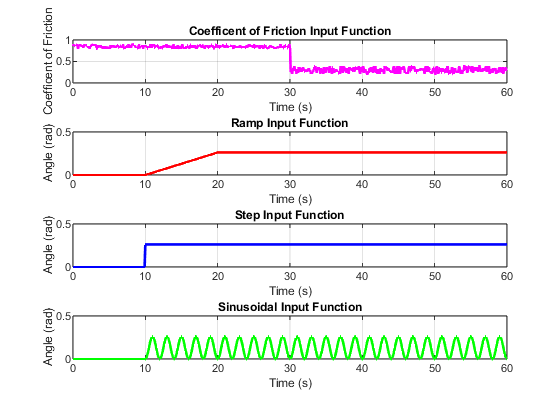 Coefficent of Friction Input Function
Coefficent of Friction
1
0.5
0
0 10 20 30 40 50 60
Time (s)
Ramp Input Function
Angle (rad)
0.5
0
0 10 20 30 40 50 60
Time (s)
Step Input Function
Angle (rad)
0.5
0
0 10 20 30 40 50 60
Time (s)
Sinusoidal Input Function
Angle (rad)
0.5
0
0 10 20 30 40 50 60
Time (s)